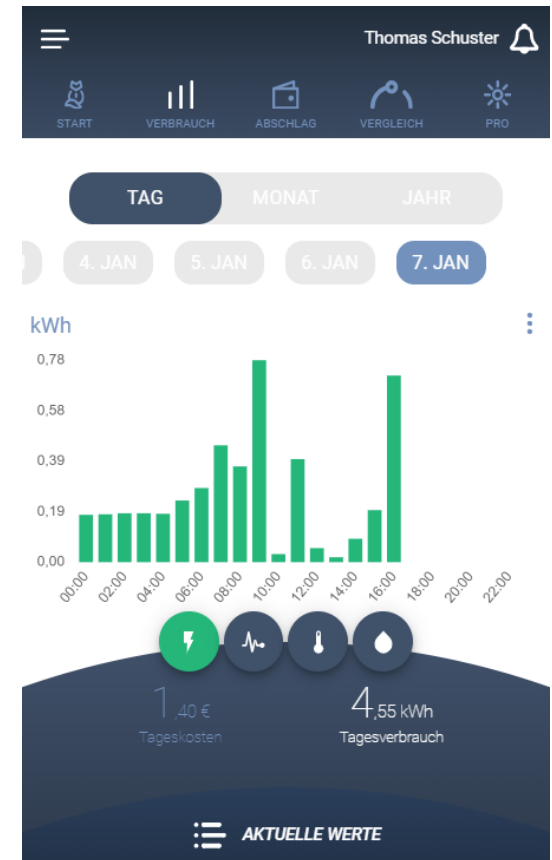 Thomas Schuster
START VERBRAUCH ABSCHLAG VERGLEICH PRO
TAG MONAT JAHR
4. JAN 5. JAN 6. JAN 7. JAN
kWh
0,78
0,58
0,39
0,19
0,00
00:00 02:00 04:00 06:00 08:00 10:00 12:00 14:00 16:00 18:00 20:00 22:00
1,40 € 4,55 kWh
Tageskosten Tagesverbrauch
AKTUELLE WERTE